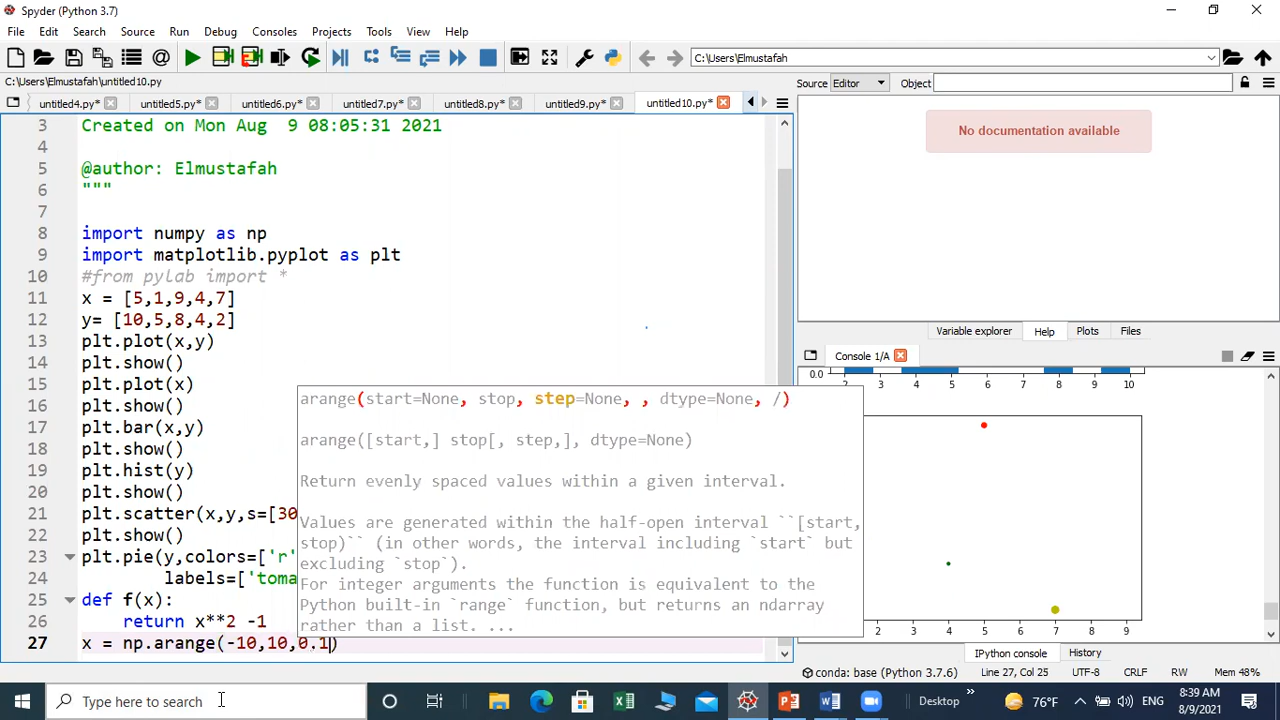 Spyder (Python 3.7)
File Edit Search Source Run Debug Consoles Projects Tools View Help
C:\Users\Elmustafah
C:\Users\Elmustafah\untitled10.py
untitled4.py* untitled5.py* untitled6.py* untitled7.py* untitled8.py* untitled9.py* untitled10.py*
Source Editor Object
No documentation available
3 Created on Mon Aug  9 08:05:31 2021
4
5 @author: Elmustafah
6 """
7
8 import numpy as np
9 import matplotlib.pyplot as plt
10 #from pylab import *
11 x = [5,1,9,4,7]
12 y= [10,5,8,4,2]
13 plt.plot(x,y)
14 plt.show()
15 plt.plot(x)
16 plt.show()
17 plt.bar(x,y)
18 plt.show()
19 plt.hist(y)
20 plt.show()
21 plt.scatter(x,y,s=[30
22 plt.show()
23 plt.pie(y,colors=['r'
24 labels=['toma
25 def f(x):
26 return x**2 -1
27 x = np.arange(-10,10,0.1)
arange(start=None, stop, step=None, , dtype=None, /)
arange([start,] stop[, step,], dtype=None)
Return evenly spaced values within a given interval.
Values are generated within the half-open interval ``[start,
stop)`` (in other words, the interval including `start` but
excluding `stop`).
For integer arguments the function is equivalent to the
Python built-in `range` function, but returns an ndarray
rather than a list. ...
Variable explorer Help Plots Files
Console 1/A
0.0
2 3 4 5 6 7 8 9 10
2 3 4 5 6 7 8 9
IPython console History
conda: base (Python 3.7.6) Line 27, Col 25 UTF-8 CRLF RW Mem 48%
Type here to search
Desktop
76°F
8:39 AM
8/9/2021